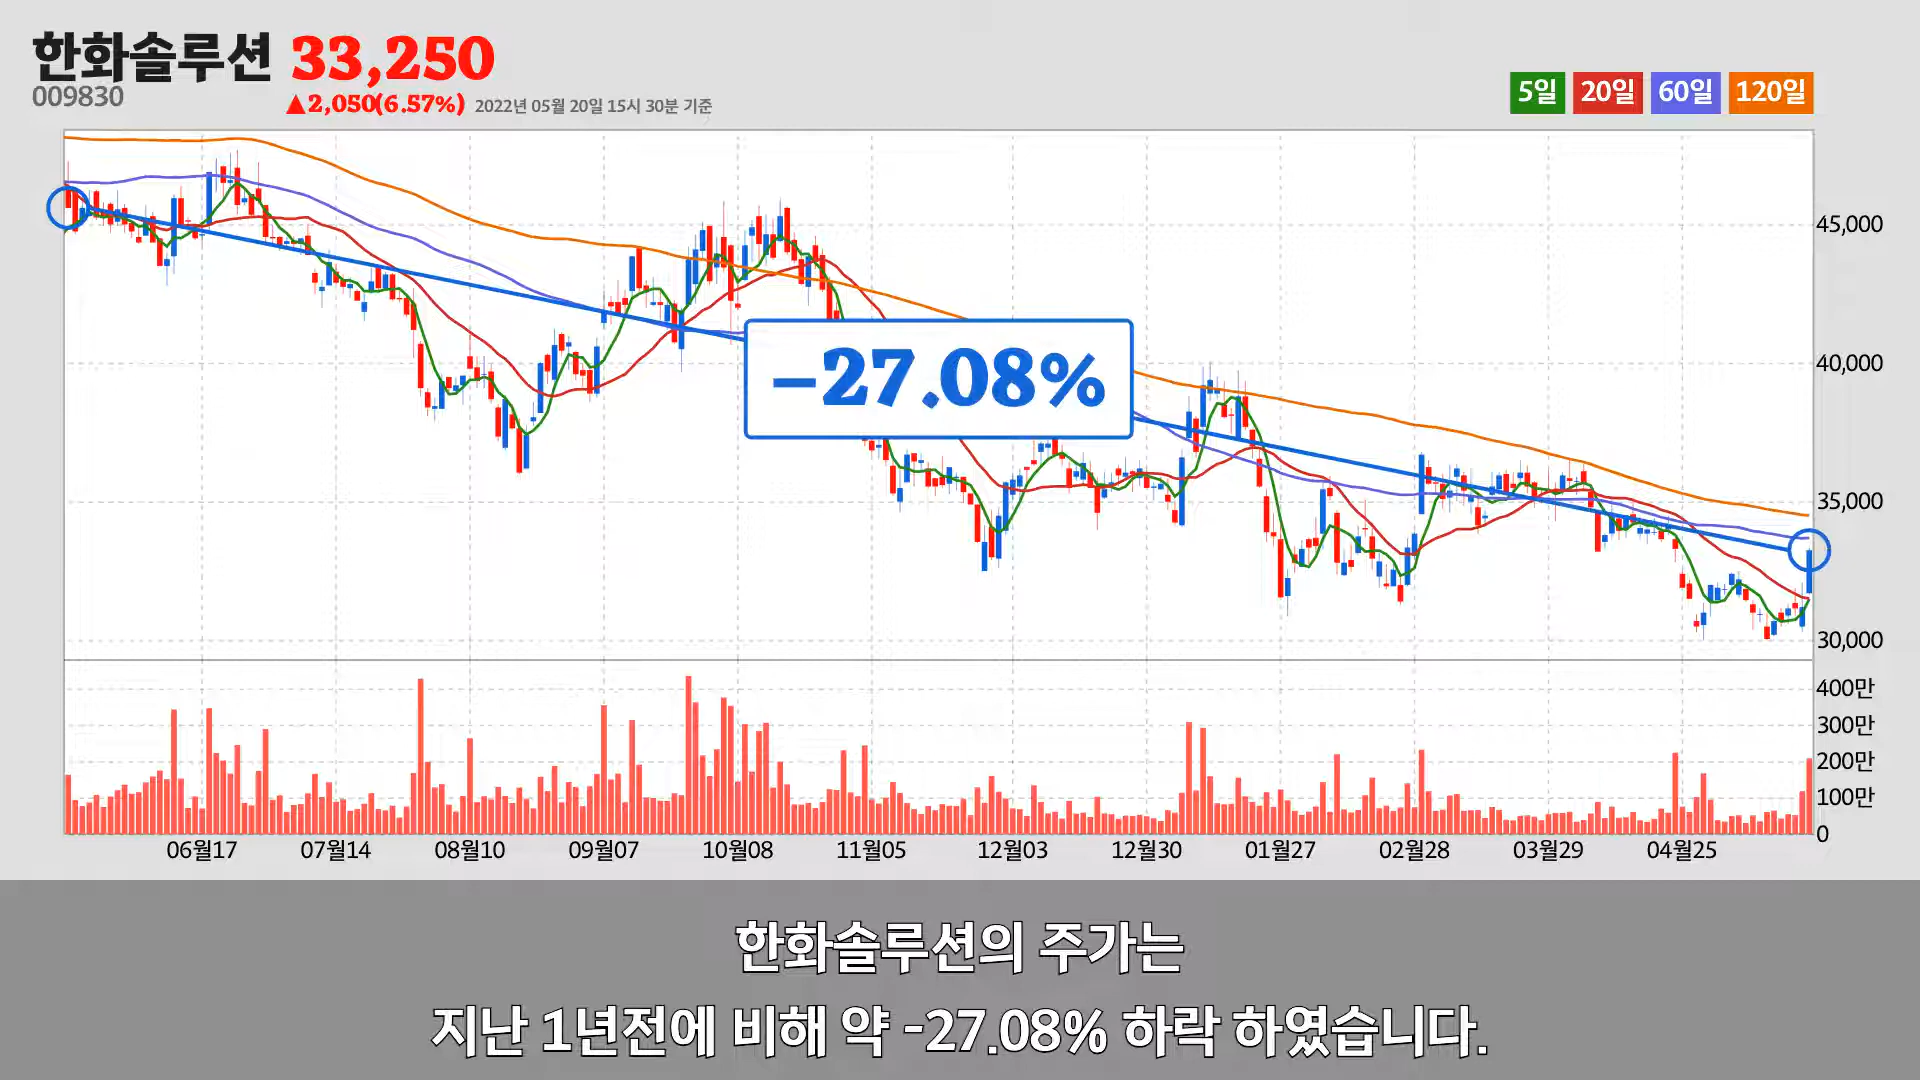 한화솔루션 33,250
009830
▲2,050(6.57%) 2022년 05월 20일 15시 30분 기준
5일 20일 60일 120일
45,000
40,000
35,000
30,000
-27.08%
400만
300만
200만
100만
0
06월17 07월14 08월10 09월07 10월08 11월05 12월03 12월30 01월27 02월28 03월29 04월25
한화솔루션의 주가는
지난 1년전에 비해 약 -27.08% 하락 하였습니다.